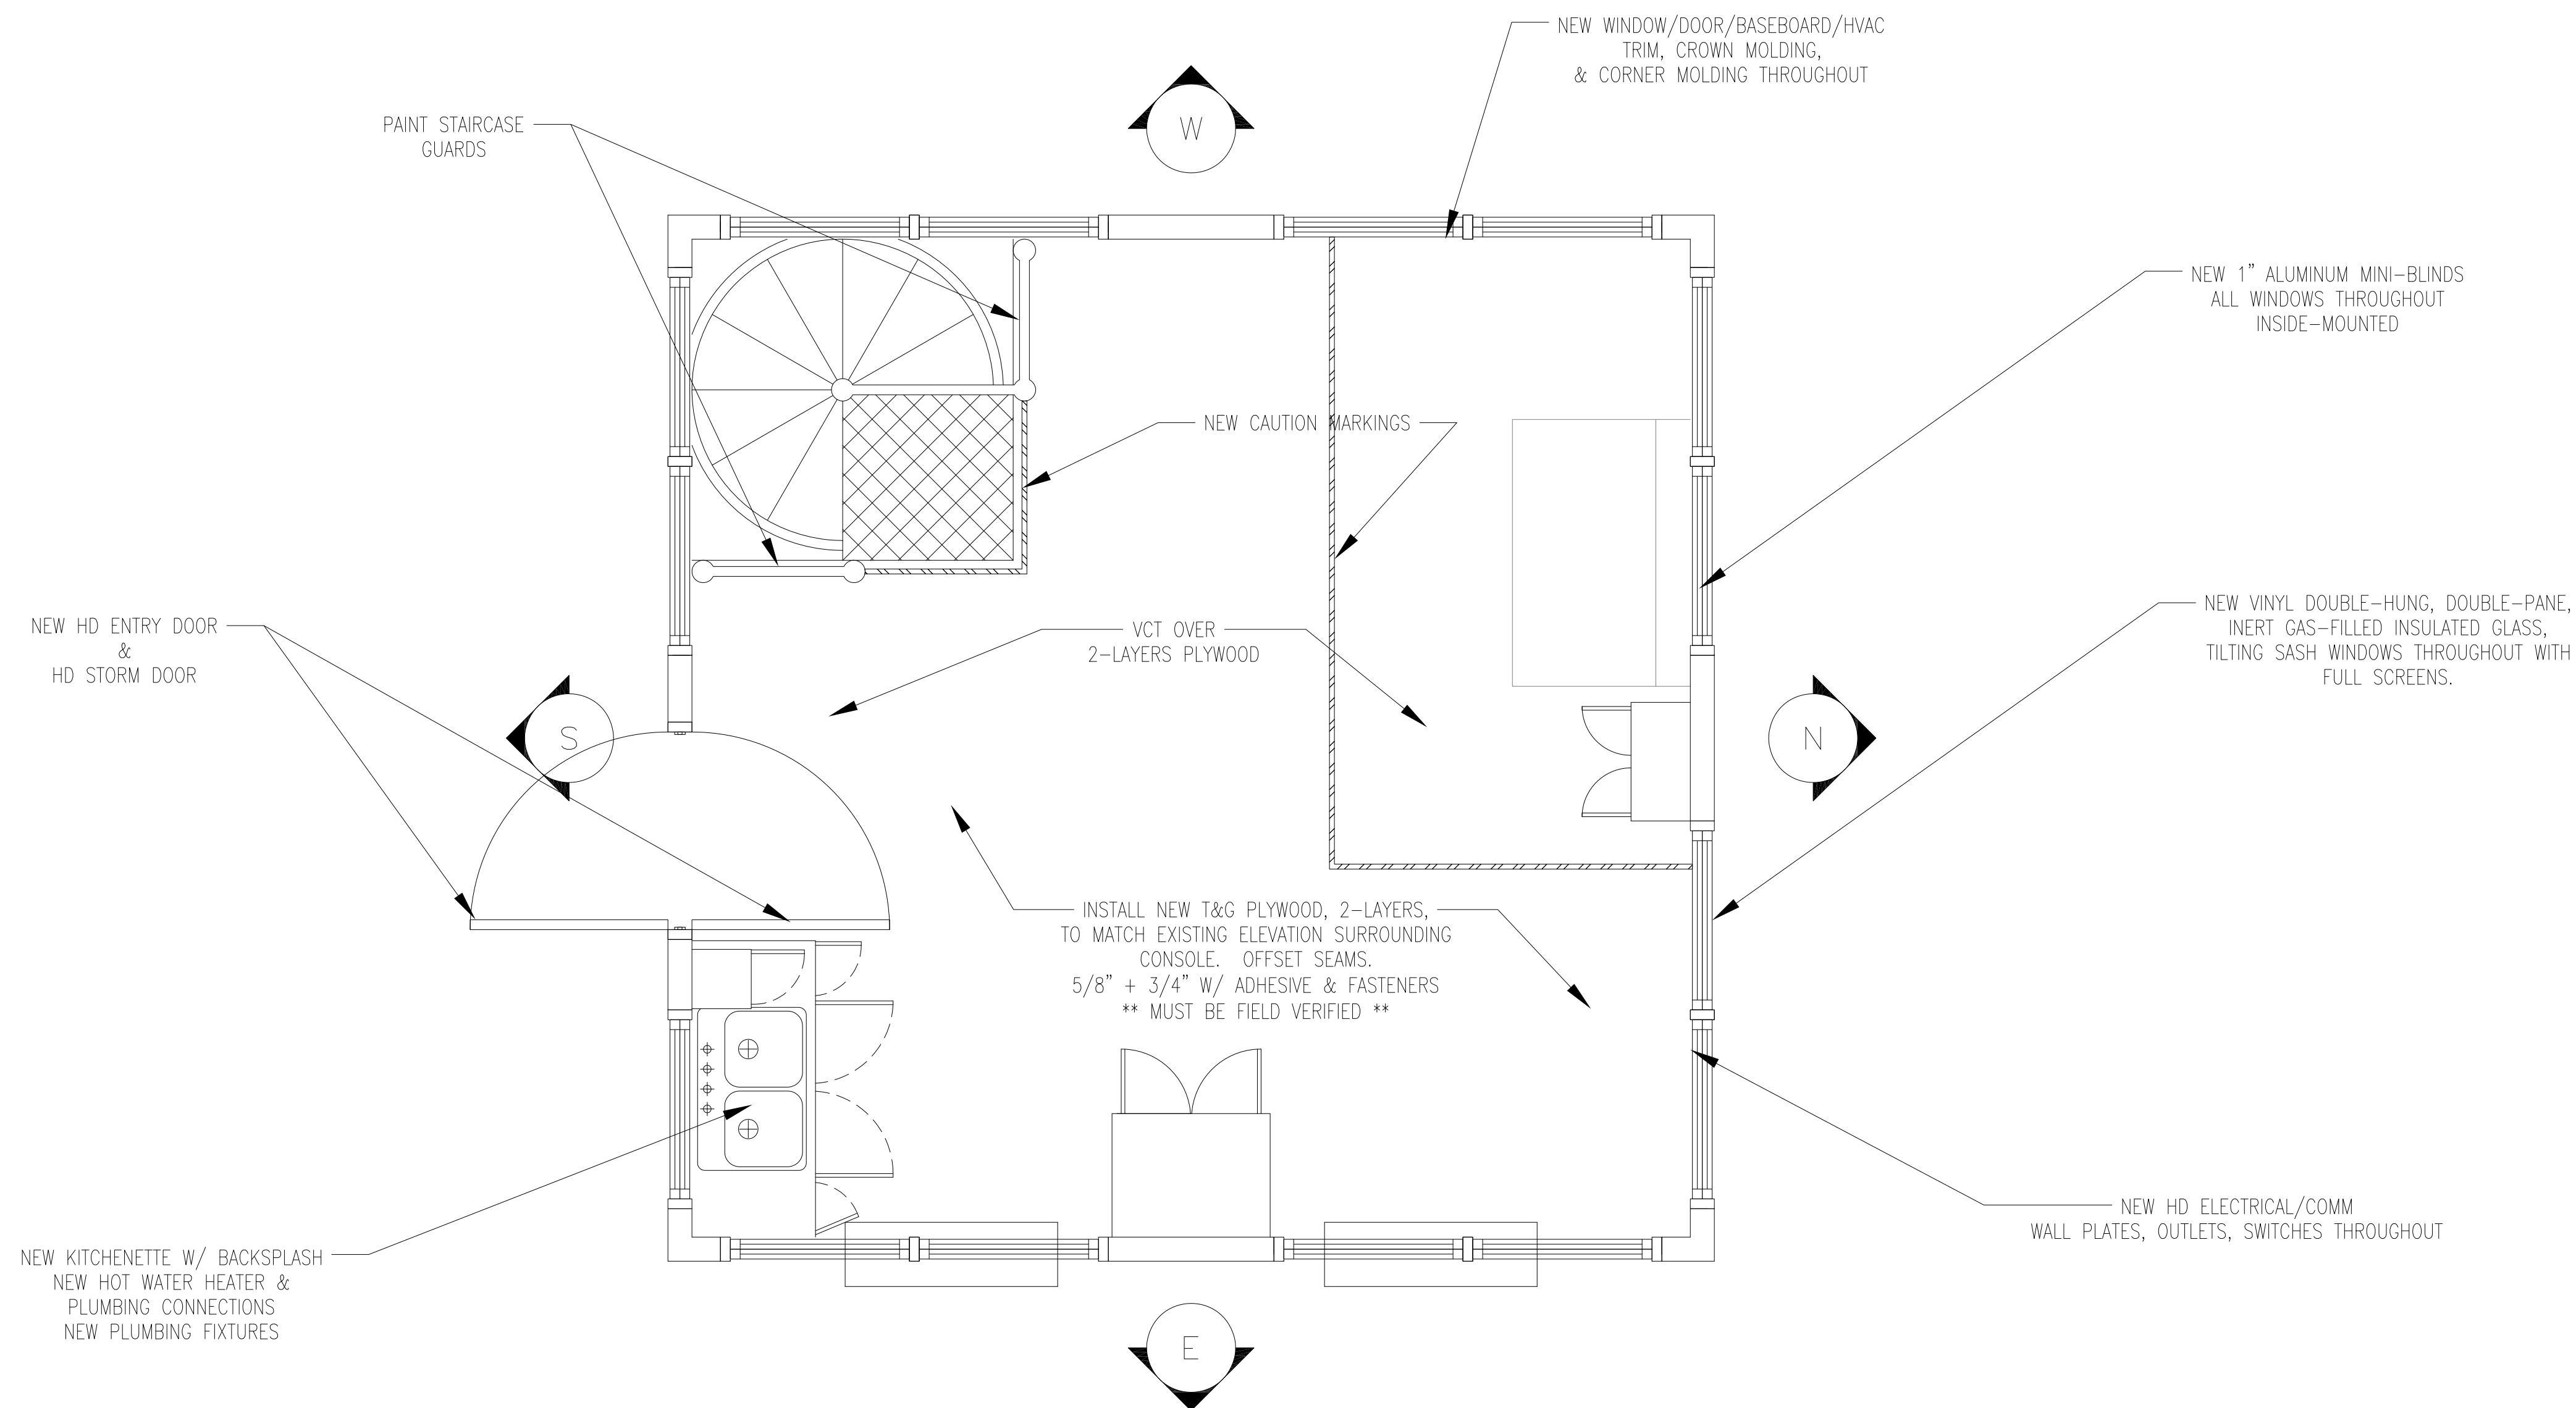 NEW WINDOW/DOOR/BASEBOARD/HVAC
TRIM, CROWN MOLDING,
& CORNER MOLDING THROUGHOUT
PAINT STAIRCASE
GUARDS
W
NEW 1" ALUMINUM MINI-BLINDS
ALL WINDOWS THROUGHOUT
INSIDE-MOUNTED
NEW CAUTION MARKINGS
NEW HD ENTRY DOOR
&
HD STORM DOOR
VCT OVER
2-LAYERS PLYWOOD
NEW VINYL DOUBLE-HUNG, DOUBLE-PANE,
INERT GAS-FILLED INSULATED GLASS,
TILTING SASH WINDOWS THROUGHOUT WITH
FULL SCREENS.
S
N
INSTALL NEW T&G PLYWOOD, 2-LAYERS,
TO MATCH EXISTING ELEVATION SURROUNDING
CONSOLE. OFFSET SEAMS.
5/8" + 3/4" W/ ADHESIVE & FASTENERS
** MUST BE FIELD VERIFIED **
NEW HD ELECTRICAL/COMM
WALL PLATES, OUTLETS, SWITCHES THROUGHOUT
NEW KITCHENETTE W/ BACKSPLASH
NEW HOT WATER HEATER &
PLUMBING CONNECTIONS
NEW PLUMBING FIXTURES
E